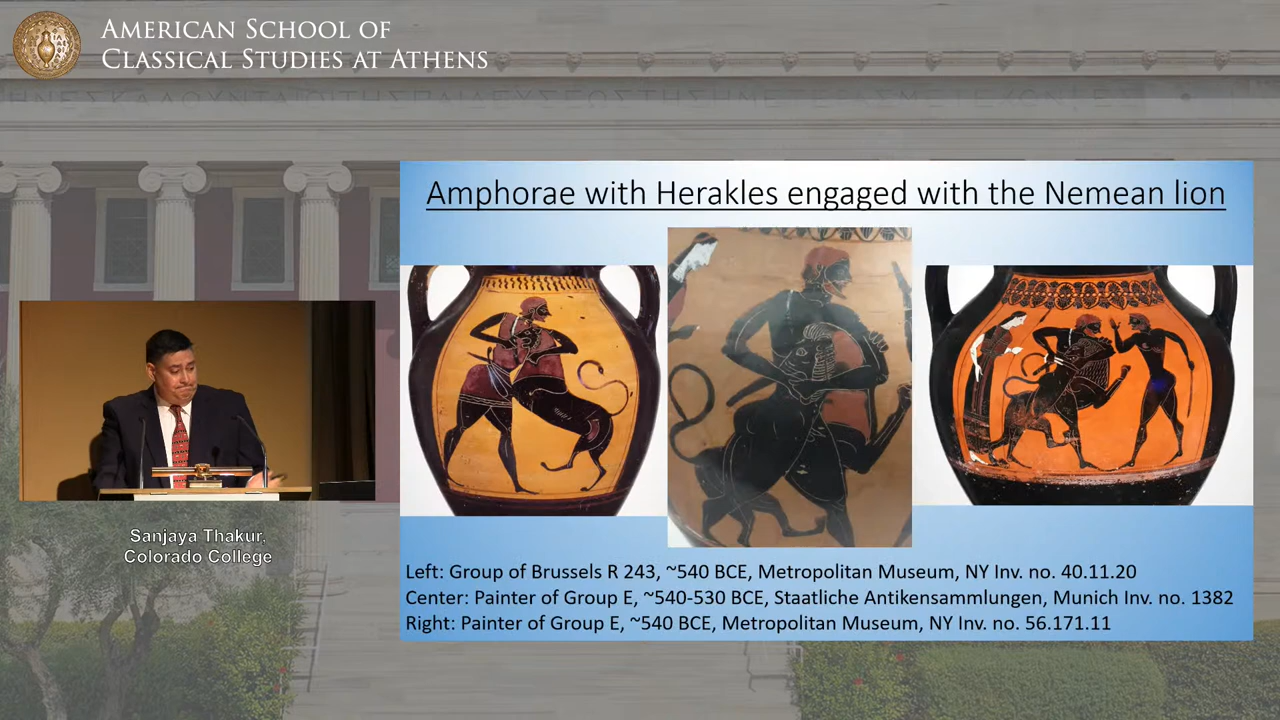 AMERICAN SCHOOL OF
CLASSICAL STUDIES AT ATHENS
Amphorae with Herakles engaged with the Nemean lion
Left: Group of Brussels R 243, ~540 BCE, Metropolitan Museum, NY Inv. no. 40.11.20
Center: Painter of Group E, ~540-530 BCE, Staatliche Antikensammlungen, Munich Inv. no. 1382
Right: Painter of Group E, ~540 BCE, Metropolitan Museum, NY Inv. no. 56.171.11
Sanjaya Thakur,
Colorado College